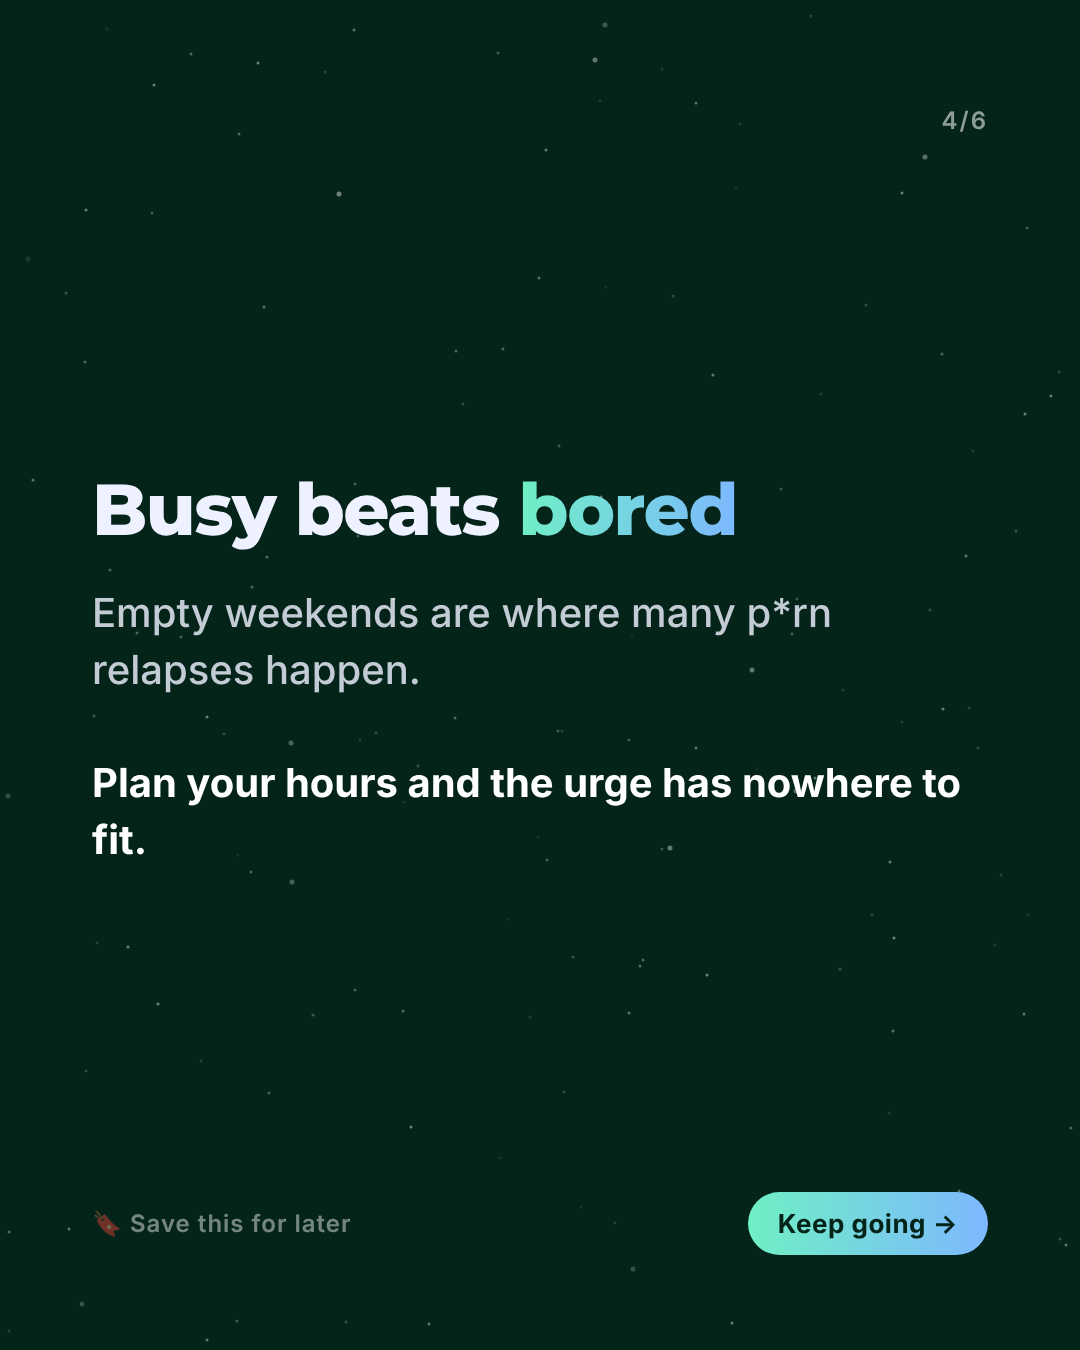 4/6
Busy beats bored
Empty weekends are where many p*rn
relapses happen.
Plan your hours and the urge has nowhere to
fit.
Save this for later
Keep going →